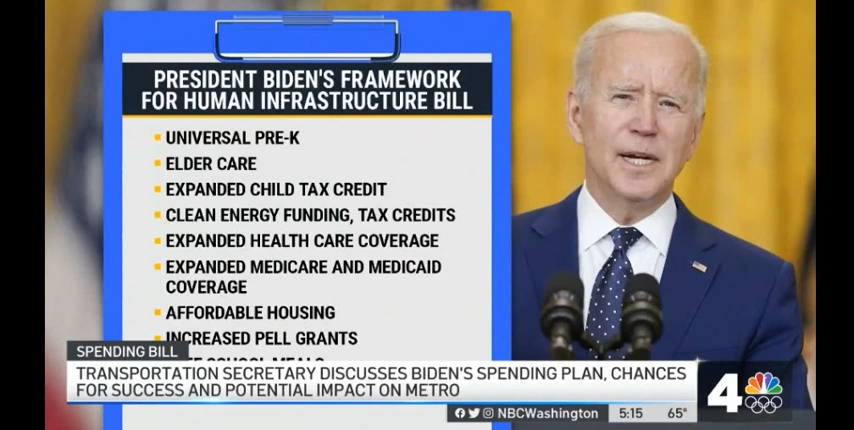 PRESIDENT BIDEN'S FRAMEWORK
FOR HUMAN INFRASTRUCTURE BILL
UNIVERSAL PRE-K
ELDER CARE
EXPANDED CHILD TAX CREDIT
CLEAN ENERGY FUNDING, TAX CREDITS
EXPANDED HEALTH CARE COVERAGE
EXPANDED MEDICARE AND MEDICAID
COVERAGE
AFFORDABLE HOUSING
INCREASED PELL GRANTS
SCHOOL MEALS
SPENDING BILL
TRANSPORTATION SECRETARY DISCUSSES BIDEN'S SPENDING PLAN, CHANCES
FOR SUCCESS AND POTENTIAL IMPACT ON METRO
4
NBCWashington 5:15 65°